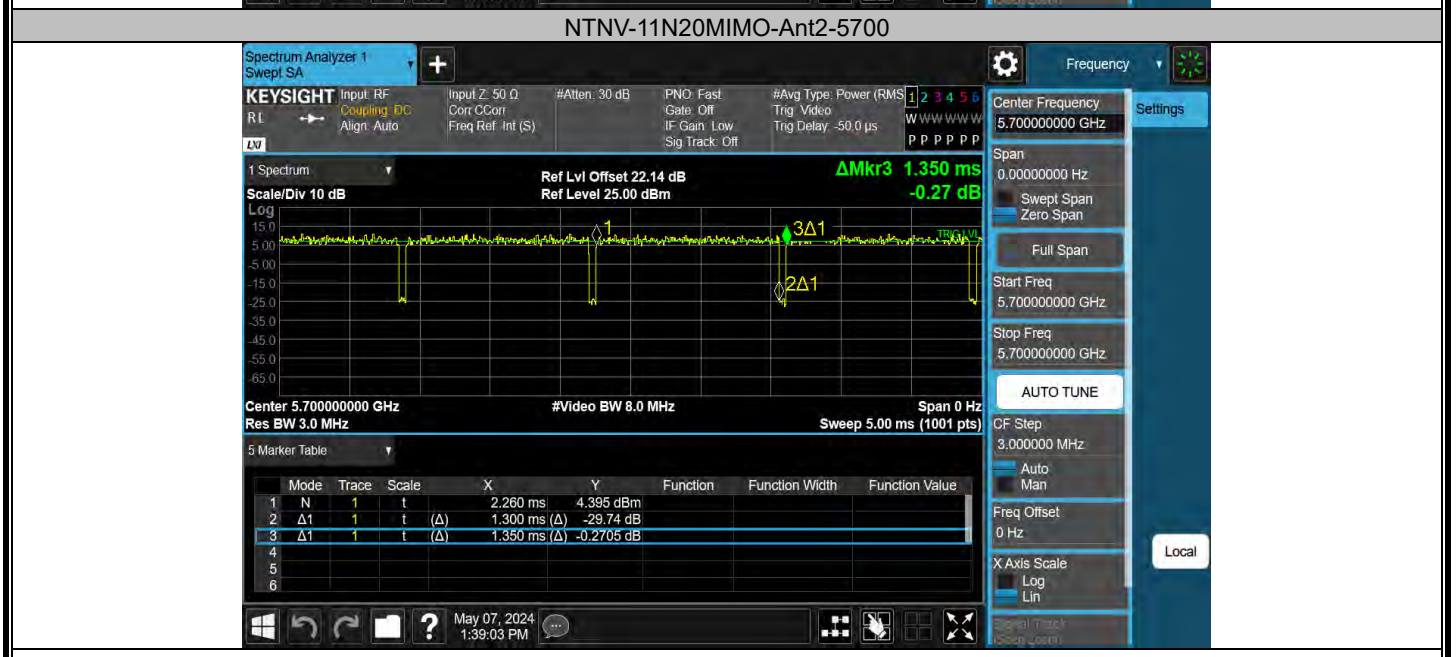 NTNV-11N20MIMO-Ant2-5700
Spectrum Analyzer 1
Swept SA
Frequency
KEYSIGHT
RL
LXI
Input: RF
Coupling: DC
Align: Auto
Input Z: 50 Ω
Corr CCorr
Freq Ref: Int (S)
#Atten: 30 dB
PNO: Fast
Gate: Off
IF Gain: Low
Sig Track: Off
#Avg Type: Power (RMS
Trig: Video
Trig Delay: -50.0 µs
1 2 3 4 5 6
W W W W W W
P P P P P P
Center Frequency
5.700000000 GHz
Settings
1 Spectrum
Scale/Div 10 dB
Ref Lvl Offset 22.14 dB
Ref Level 25.00 dBm
ΔMkr3 1.350 ms
-0.27 dB
Span
0.00000000 Hz
Swept Span
Zero Span
Full Span
Log
15.0
5.00
-5.00
-15.0
-25.0
-35.0
-45.0
-55.0
-65.0
1
3Δ1
TRIG LVL
2Δ1
Start Freq
5.700000000 GHz
Stop Freq
5.700000000 GHz
AUTO TUNE
Center 5.700000000 GHz
#Video BW 8.0 MHz
Span 0 Hz
Res BW 3.0 MHz
Sweep 5.00 ms (1001 pts)
CF Step
3.000000 MHz
Auto
Man
5 Marker Table
Mode Trace Scale X Y Function Function Width Function Value
1 N 1 t 2.260 ms 4.395 dBm
2 Δ1 1 t (Δ) 1.300 ms (Δ) -29.74 dB
3 Δ1 1 t (Δ) 1.350 ms (Δ) -0.2705 dB
4
5
6
Freq Offset
0 Hz
X Axis Scale
Log
Lin
Local
May 07, 2024
1:39:03 PM
Signal Track